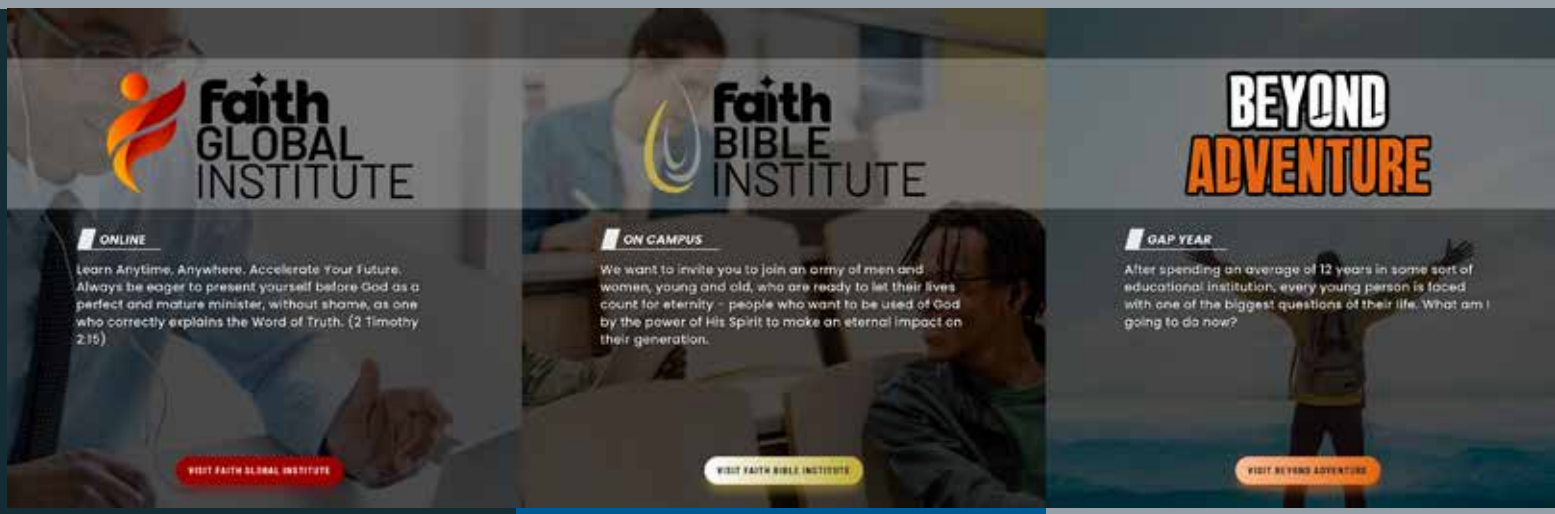 faith
GLOBAL
INSTITUTE
ONLINE
Learn Anytime, Anywhere. Accelerate Your Future.
Always be eager to present yourself before God as a
perfect and mature minister, without shame, as one
who correctly explains the Word of Truth. (2 Timothy
2:15)
VISIT FAITH GLOBAL INSTITUTE
faith
BIBLE
INSTITUTE
ON CAMPUS
We want to invite you to join an army of men and
women, young and old, who are ready to let their lives
count for eternity - people who want to be used of God
by the power of His Spirit to make an eternal impact on
their generation.
VISIT FAITH BIBLE INSTITUTE
BEYOND
ADVENTURE
GAP YEAR
After spending an average of 12 years in some sort of
educational institution, every young person is faced
with one of the biggest questions of their life. What am I
going to do now?
VISIT BEYOND ADVENTURE